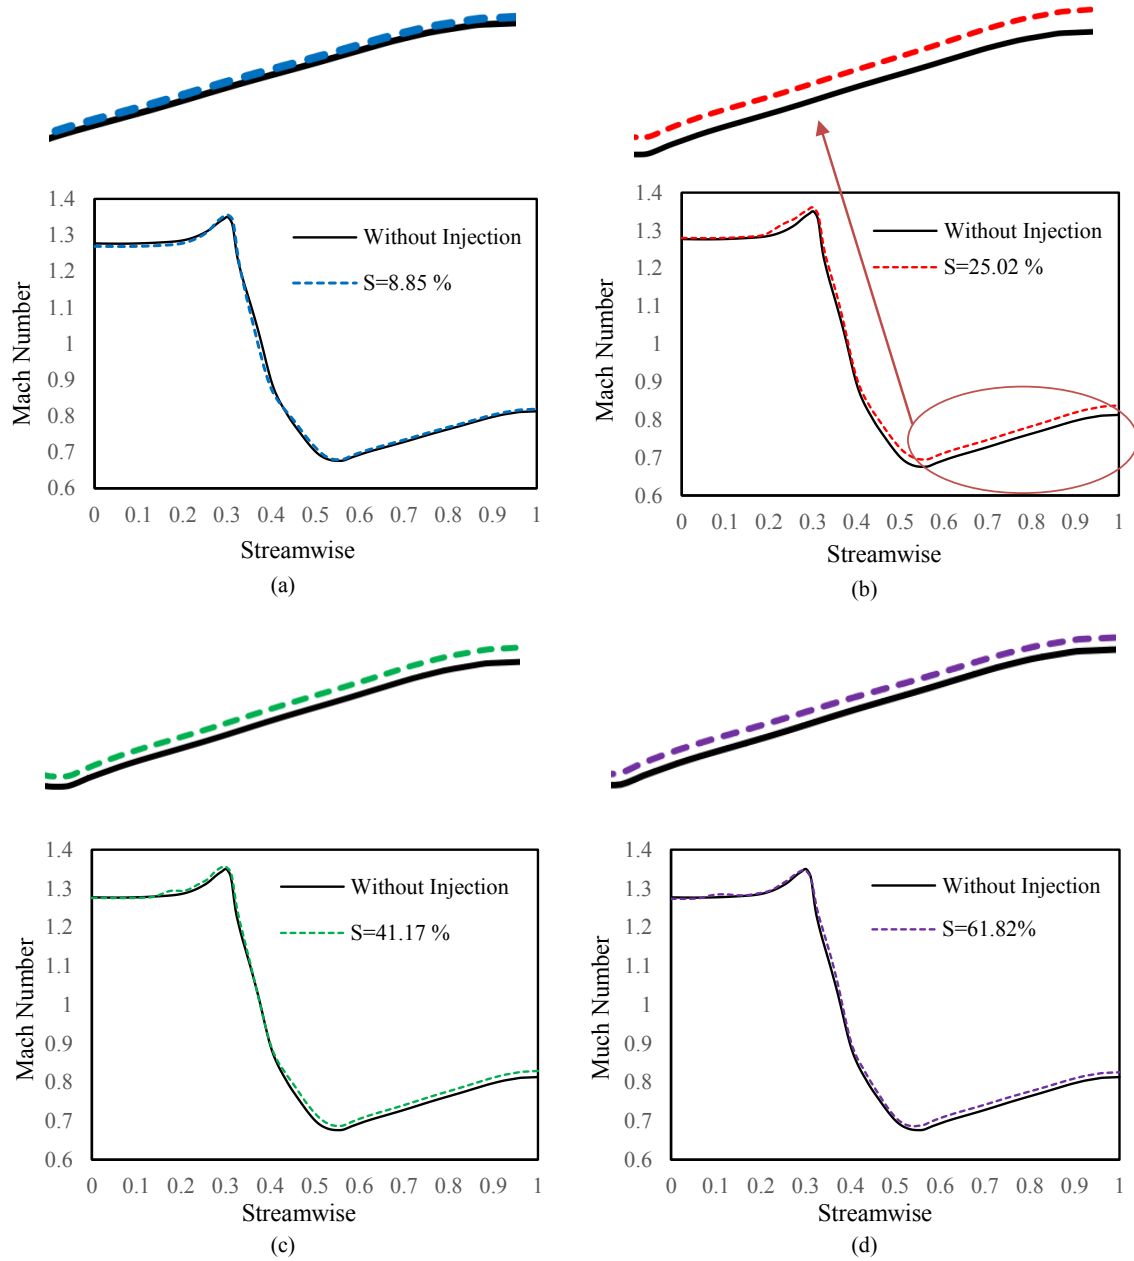 1.4
1.3
1.2
1.1
1
0.9
0.8
0.7
0.6
Mach Number
Without Injection
S=8.85 %
0 0.1 0.2 0.3 0.4 0.5 0.6 0.7 0.8 0.9 1
Streamwise
(a)
1.4
1.3
1.2
1.1
1
0.9
0.8
0.7
0.6
Mach Number
Without Injection
S=25.02 %
0 0.1 0.2 0.3 0.4 0.5 0.6 0.7 0.8 0.9 1
Streamwise
(b)
1.4
1.3
1.2
1.1
1
0.9
0.8
0.7
0.6
Mach Number
Without Injection
S=41.17 %
0 0.1 0.2 0.3 0.4 0.5 0.6 0.7 0.8 0.9 1
Streamwise
(c)
1.4
1.3
1.2
1.1
1
0.9
0.8
0.7
0.6
Much Number
Without Injection
S=61.82%
0 0.1 0.2 0.3 0.4 0.5 0.6 0.7 0.8 0.9 1
Streamwise
(d)